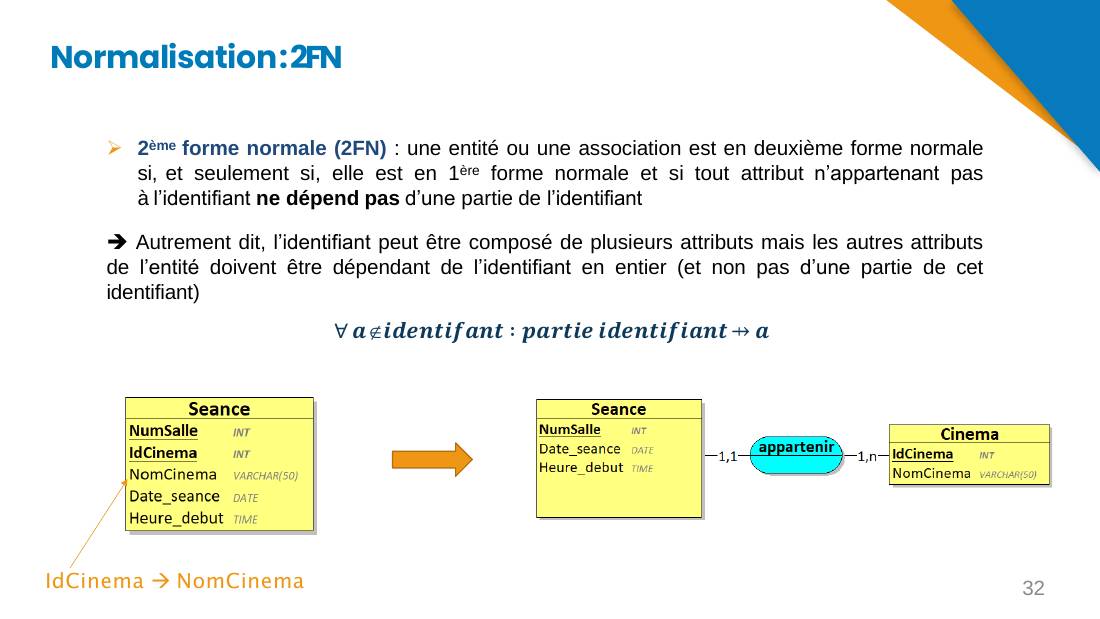 Normalisation:2FN
➢ 2ème forme normale (2FN) : une entité ou une association est en deuxième forme normale
si, et seulement si, elle est en 1ère forme normale et si tout attribut n'appartenant pas
à l'identifiant ne dépend pas d'une partie de l'identifiant
➔ Autrement dit, l'identifiant peut être composé de plusieurs attributs mais les autres attributs
de l'entité doivent être dépendant de l'identifiant en entier (et non pas d'une partie de cet
identifiant)
∀ a∉identifant : partie identifiant ⇸ a
Seance
NumSalle INT
IdCinema INT
NomCinema VARCHAR(50)
Date_seance DATE
Heure_debut TIME
Seance
NumSalle INT
Date_seance DATE
Heure_debut TIME
1,1
appartenir
1,n
Cinema
IdCinema INT
NomCinema VARCHAR(50)
IdCinema → NomCinema
32